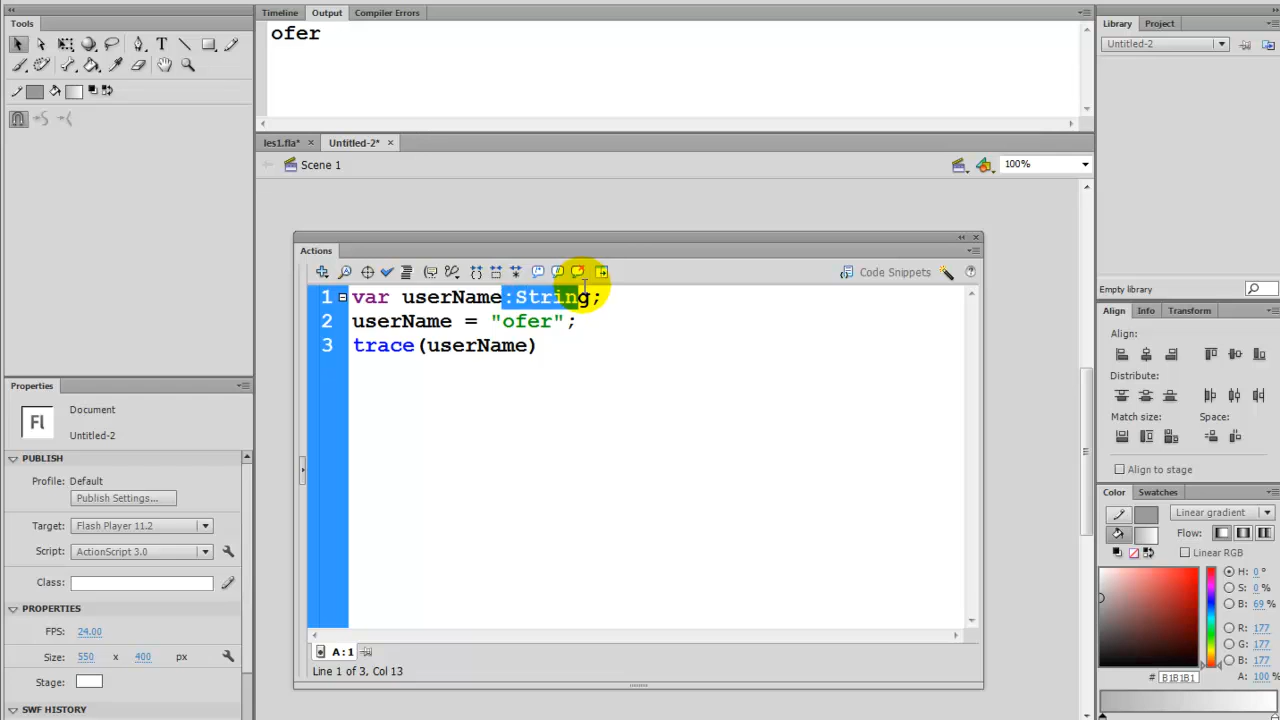 Tools
Timeline
Output
Compiler Errors
ofer
Library
Project
Untitled-2
les1.fla*
Untitled-2*
Scene 1
100%
Actions
Code Snippets
1 var userName:String;
2 userName = "ofer";
3 trace(userName)
Empty library
Align
Info
Transform
Align:
Distribute:
Match size:
Space:
Align to stage
Properties
Fl
Document
Untitled-2
PUBLISH
Profile: Default
Publish Settings...
Target: Flash Player 11.2
Script: ActionScript 3.0
Class:
PROPERTIES
FPS: 24.00
Size: 550 x 400 px
Stage:
SWF HISTORY
A:1
Line 1 of 3, Col 13
Color
Swatches
Linear gradient
Flow:
Linear RGB
H: 0 °
S: 0 %
B: 69 %
R: 177
G: 177
B: 177
# B1B1B1
A: 100 %